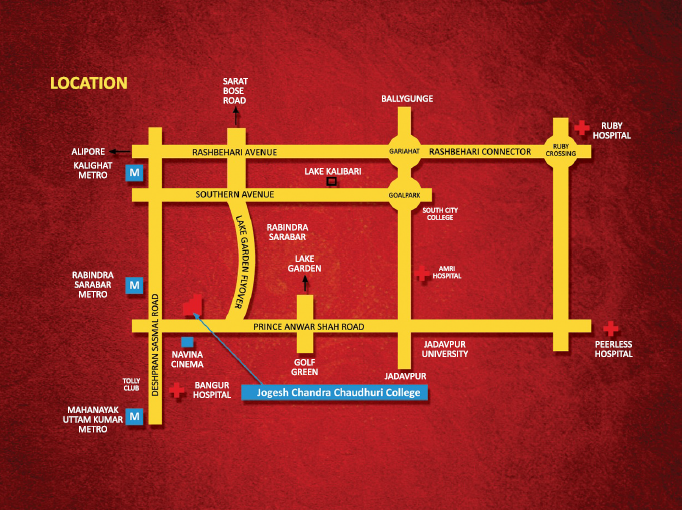 LOCATION
SARAT
BOSE
ROAD
BALLYGUNGE
RUBY
HOSPITAL
ALIPORE
RASHBEHARI AVENUE
GARIAHAT
RASHBEHARI CONNECTOR
RUBY
CROSSING
KALIGHAT
METRO
M
LAKE KALIBARI
SOUTHERN AVENUE
GOALPARK
SOUTH CITY
COLLEGE
LAKE GARDEN FLYOVER
RABINDRA
SARABAR
LAKE
GARDEN
AMRI
HOSPITAL
RABINDRA
SARABAR
METRO
M
DESHPRAN SASMAL ROAD
PRINCE ANWAR SHAH ROAD
NAVINA
CINEMA
GOLF
GREEN
JADAVPUR
UNIVERSITY
PEERLESS
HOSPITAL
JADAVPUR
TOLLY
CLUB
BANGUR
HOSPITAL
Jogesh Chandra Chaudhuri College
MAHANAYAK
UTTAM KUMAR
METRO
M